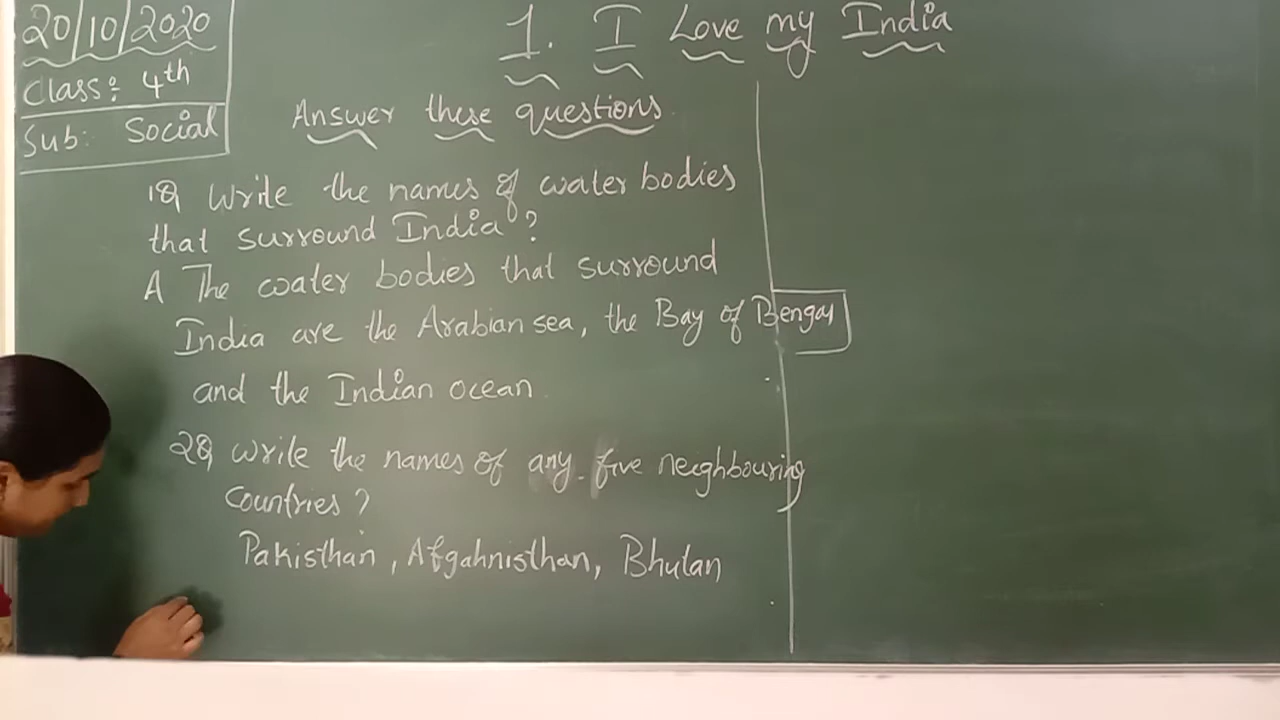 20/10/2020
Class: 4th
Sub: Social
1. I Love my India
Answer these questions
1Q Write the names of water bodies
that surround India?
A The water bodies that surround
India are the Arabian sea, the Bay of Bengal
and the Indian ocean.
2Q write the names of any five neighbouring
Countries?
Pakisthan, Afgahnisthan, Bhutan